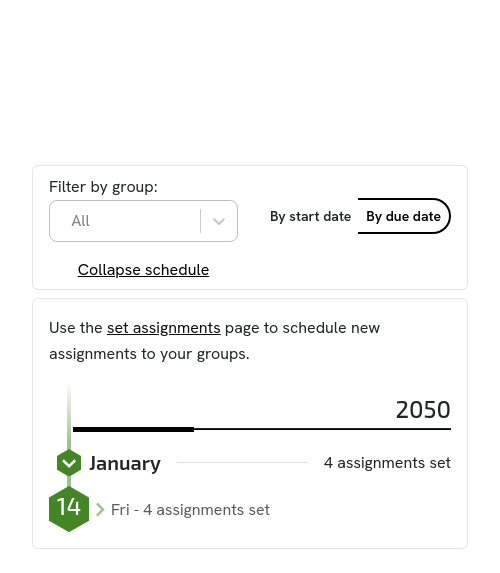 Filter by group:
All
By start date
By due date
Collapse schedule
Use the set assignments page to schedule new
assignments to your groups.
2050
January
4 assignments set
14
Fri - 4 assignments set